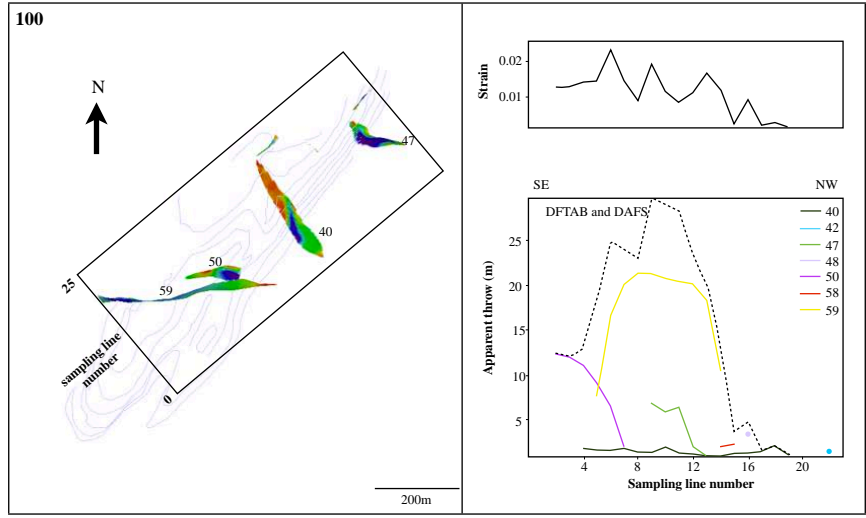 100
N
47
40
50
59
25
sampling line
number
0
200m
Strain
0.02
0.01
SE
NW
DFTAB and DAFS
40
42
47
48
50
58
59
Apparent throw (m)
25
20
15
10
5
4
8
12
16
20
Sampling line number